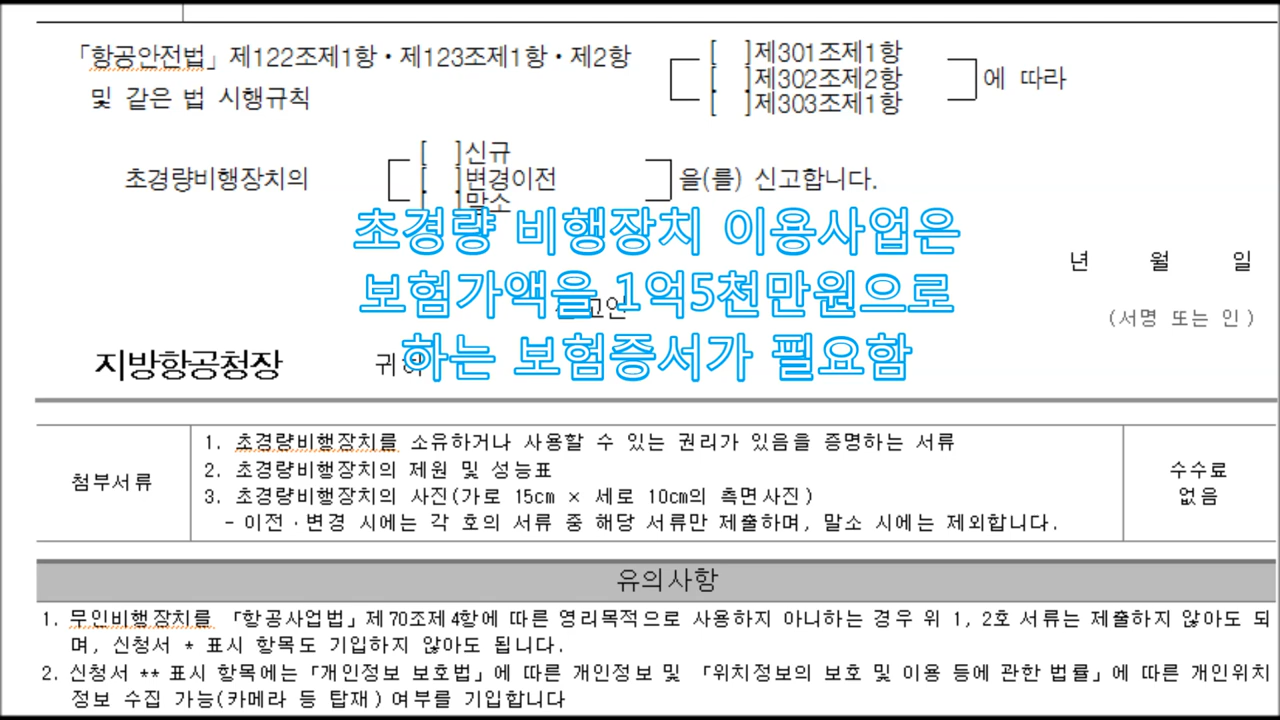 「항공안전법」 제122조제1항·제123조제1항·제2항
및 같은 법 시행규칙
[ ]제301조제1항
[ ]제302조제2항
[ ]제303조제1항
에 따라
초경량비행장치의
[ ]신규
[ ]변경이전
[ ]말소
을(를) 신고합니다.
초경량 비행장치 이용사업은
보험가액을 1억5천만원으로
하는 보험증서가 필요함
년 월 일
(서명 또는 인)
지방항공청장
귀하
첨부서류
1. 초경량비행장치를 소유하거나 사용할 수 있는 권리가 있음을 증명하는 서류
2. 초경량비행장치의 제원 및 성능표
3. 초경량비행장치의 사진(가로 15cm × 세로 10cm의 측면사진)
- 이전·변경 시에는 각 호의 서류 중 해당 서류만 제출하며, 말소 시에는 제외합니다.
수수료
없음
유의사항
1. 무인비행장치를 「항공사업법」제70조제4항에 따른 영리목적으로 사용하지 아니하는 경우 위 1, 2호 서류는 제출하지 않아도 되
며, 신청서 * 표시 항목도 기입하지 않아도 됩니다.
2. 신청서 ** 표시 항목에는「개인정보 보호법」에 따른 개인정보 및 「위치정보의 보호 및 이용 등에 관한 법률」에 따른 개인위치
정보 수집 가능(카메라 등 탑재) 여부를 기입합니다